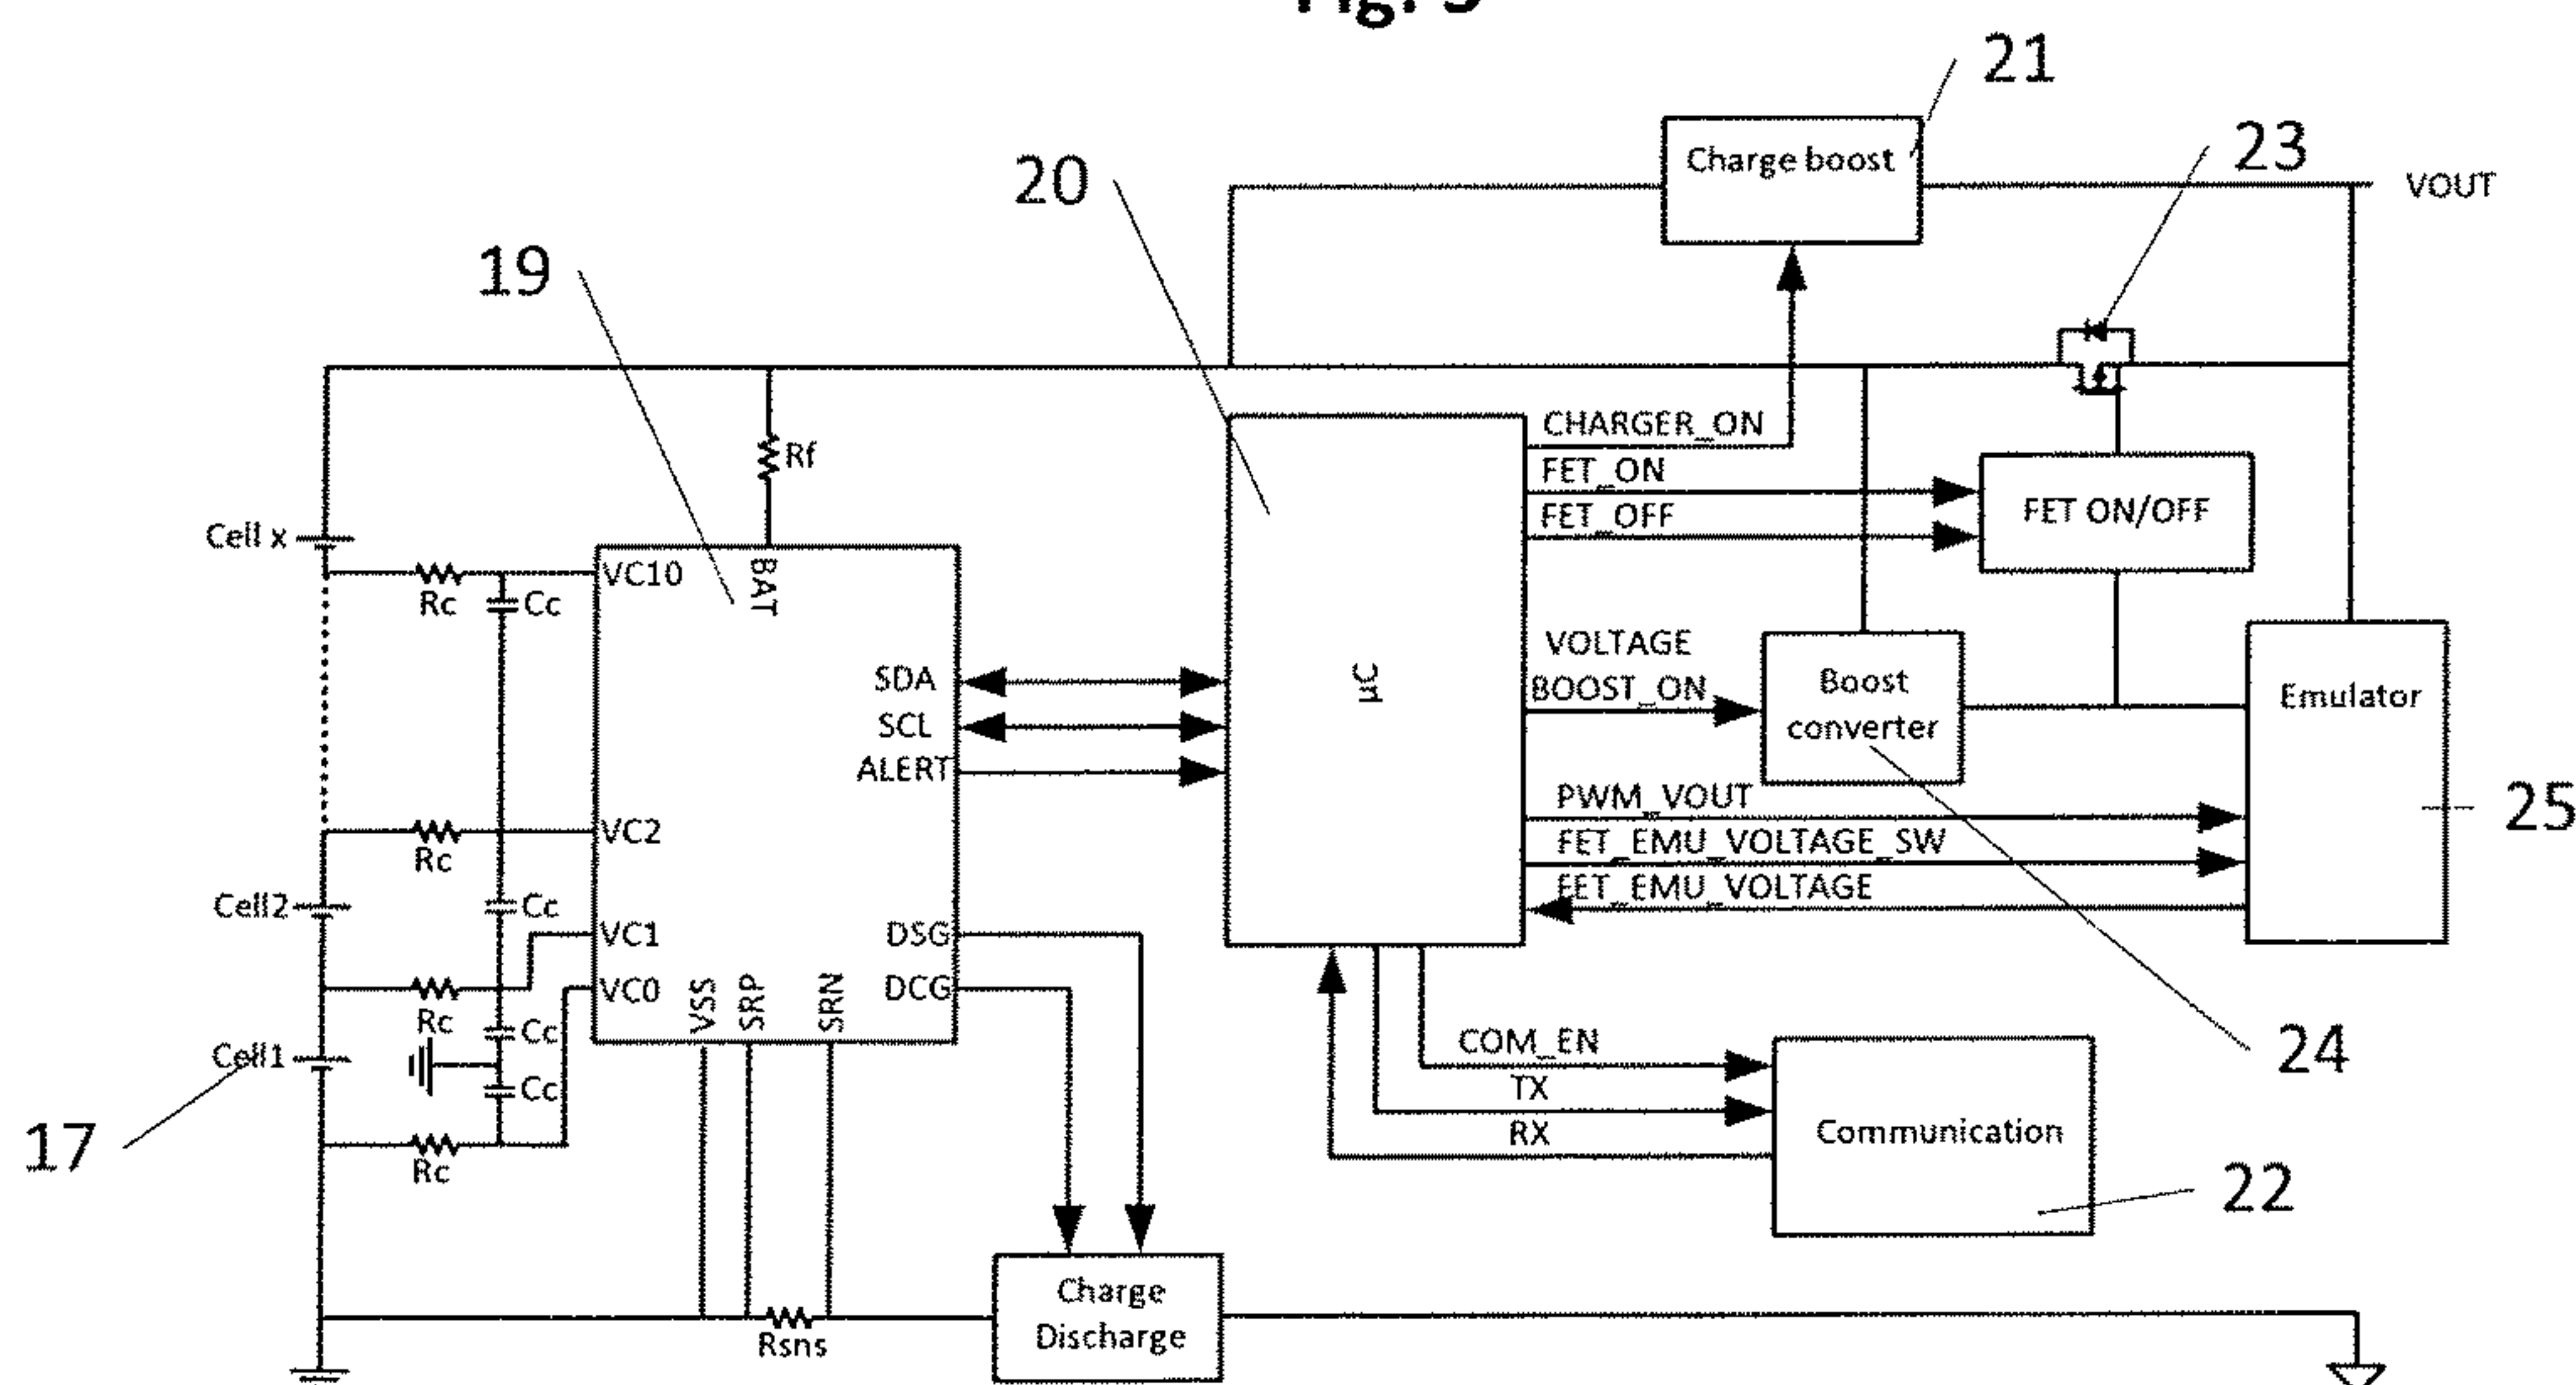 21
Charge boost
23
VOUT
20
19
CHARGER_ON
FET_ON
FET_OFF
FET ON/OFF
Rf
Cell x
VC10
BAT
Rc
Cc
VOLTAGE
BOOST_ON
Boost
converter
Emulator
SDA
SCL
ALERT
µC
25
PWM_VOUT
FET_EMU_VOLTAGE_SW
FET_EMU_VOLTAGE
VC2
Rc
Cell2
Cc
VC1
DSG
VC0
DCG
VSS
SRP
SRN
Rc
Cc
Cell1
Cc
COM_EN
TX
RX
Communication
24
17
Rc
22
Charge
Discharge
Rsns